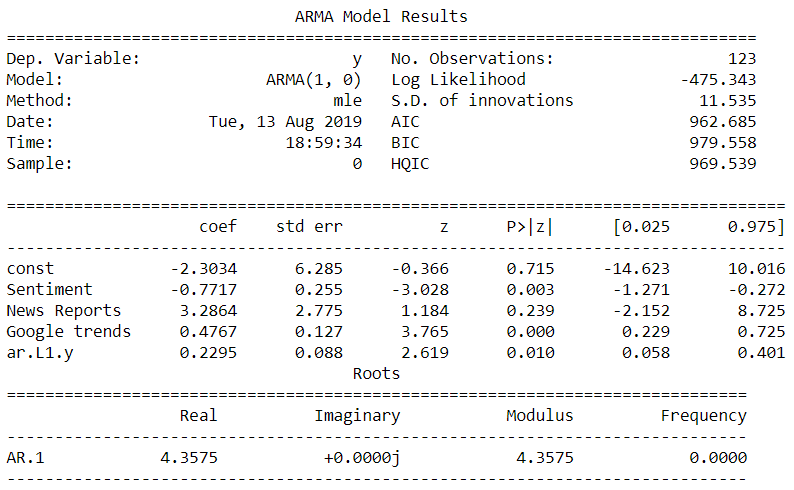 ARMA Model Results
==============================================================================
Dep. Variable: y No. Observations: 123
Model: ARMA(1, 0) Log Likelihood -475.343
Method: mle S.D. of innovations 11.535
Date: Tue, 13 Aug 2019 AIC 962.685
Time: 18:59:34 BIC 979.558
Sample: 0 HQIC 969.539
=================================================================================
coef std err z P>|z| [0.025 0.975]
---------------------------------------------------------------------------------
const -2.3034 6.285 -0.366 0.715 -14.623 10.016
Sentiment -0.7717 0.255 -3.028 0.003 -1.271 -0.272
News Reports 3.2864 2.775 1.184 0.239 -2.152 8.725
Google trends 0.4767 0.127 3.765 0.000 0.229 0.725
ar.L1.y 0.2295 0.088 2.619 0.010 0.058 0.401
Roots
=============================================================================
Real Imaginary Modulus Frequency
-----------------------------------------------------------------------------
AR.1 4.3575 +0.0000j 4.3575 0.0000
-----------------------------------------------------------------------------